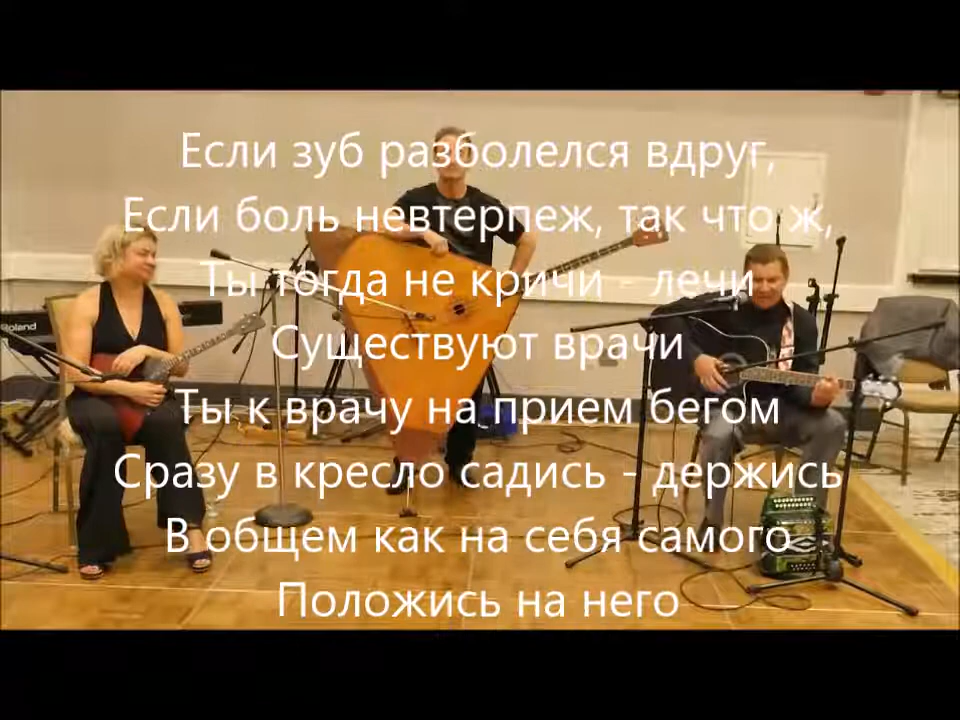 Если зуб разболелся вдруг,
Если боль невтерпеж, так что ж,
Ты тогда не кричи - лечи
Существуют врачи
Ты к врачу на прием бегом
Сразу в кресло садись - держись
В общем как на себя самого
Положись на него
Roland